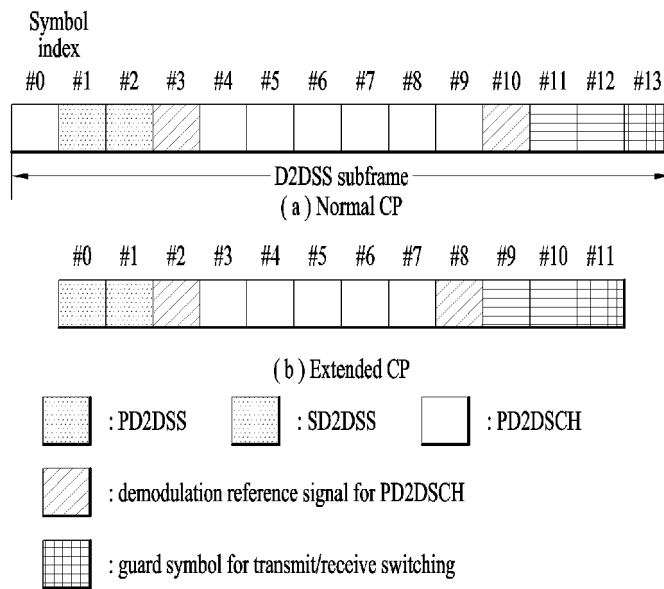 Symbol
index
#0 #1 #2 #3 #4 #5 #6 #7 #8 #9 #10 #11 #12 #13
D2DSS subframe
( a ) Normal CP
#0 #1 #2 #3 #4 #5 #6 #7 #8 #9 #10 #11
( b ) Extended CP
: PD2DSS : SD2DSS : PD2DSCH
: demodulation reference signal for PD2DSCH
: guard symbol for transmit/receive switching